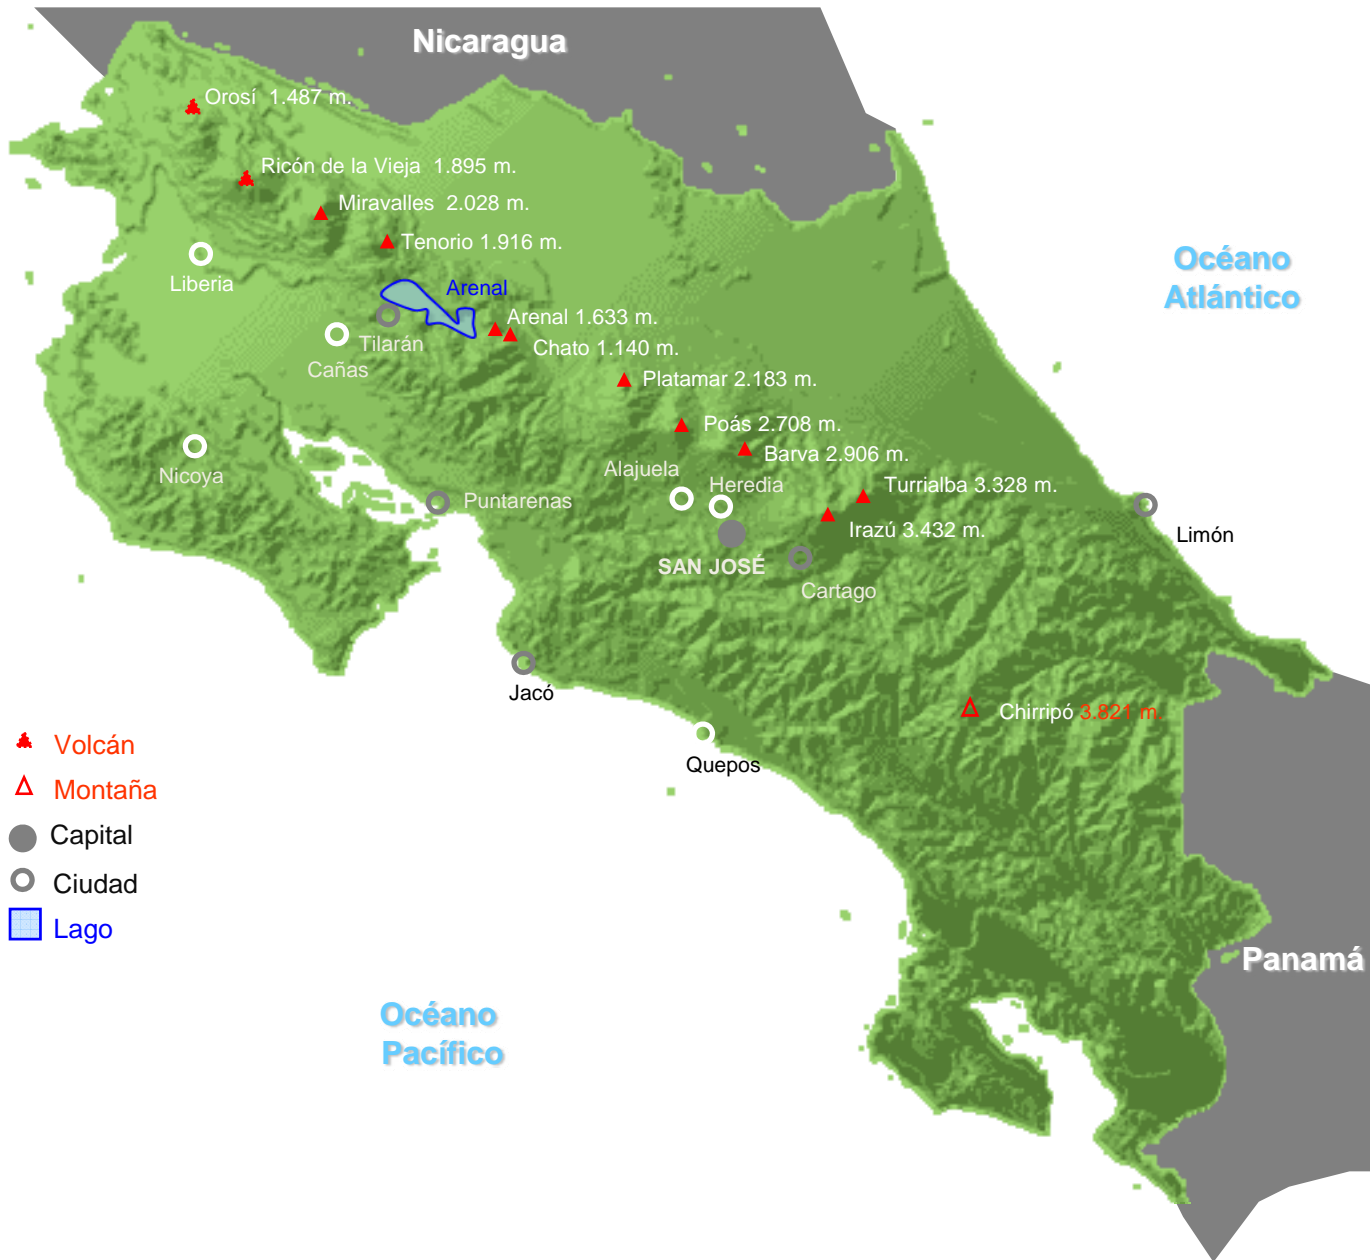 Nicaragua
Orosí 1.487 m.
Ricón de la Vieja 1.895 m.
Miravalles 2.028 m.
Tenorio 1.916 m.
Océano
Atlántico
Liberia
Arenal
Arenal 1.633 m.
Tilarán
Chato 1.140 m.
Cañas
Platamar 2.183 m.
Poás 2.708 m.
Barva 2.906 m.
Nicoya
Alajuela
Heredia
Turrialba 3.328 m.
Puntarenas
Irazú 3.432 m.
Limón
SAN JOSÉ
Cartago
Jacó
Chirripó 3.821 m.
Quepos
Volcán
Montaña
Capital
Ciudad
Lago
Panamá
Océano
Pacífico